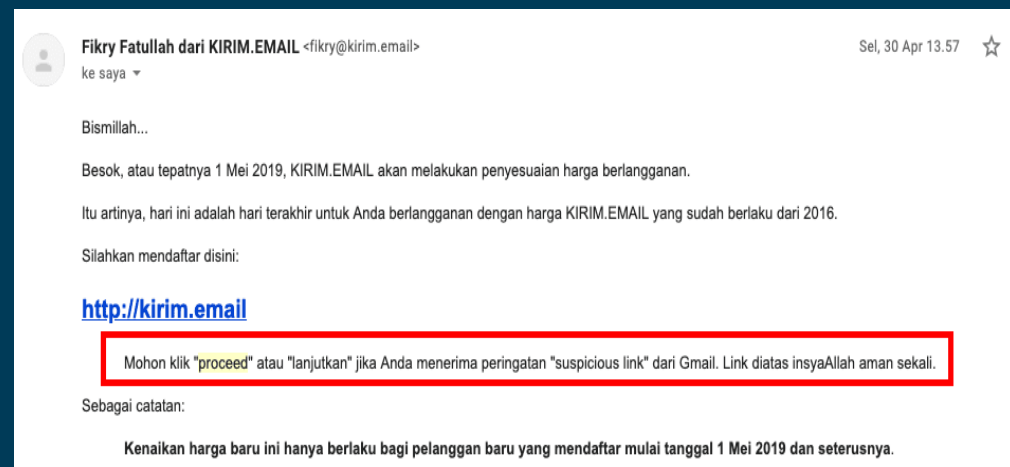 Fikry Fatullah dari KIRIM.EMAIL <fikry@kirim.email>
Sel, 30 Apr 13.57
ke saya
Bismillah...
Besok, atau tepatnya 1 Mei 2019, KIRIM.EMAIL akan melakukan penyesuaian harga berlangganan.
Itu artinya, hari ini adalah hari terakhir untuk Anda berlangganan dengan harga KIRIM.EMAIL yang sudah berlaku dari 2016.
Silahkan mendaftar disini:
http://kirim.email
Mohon klik "proceed" atau "lanjutkan" jika Anda menerima peringatan "suspicious link" dari Gmail. Link diatas insyaAllah aman sekali.
Sebagai catatan:
Kenaikan harga baru ini hanya berlaku bagi pelanggan baru yang mendaftar mulai tanggal 1 Mei 2019 dan seterusnya.